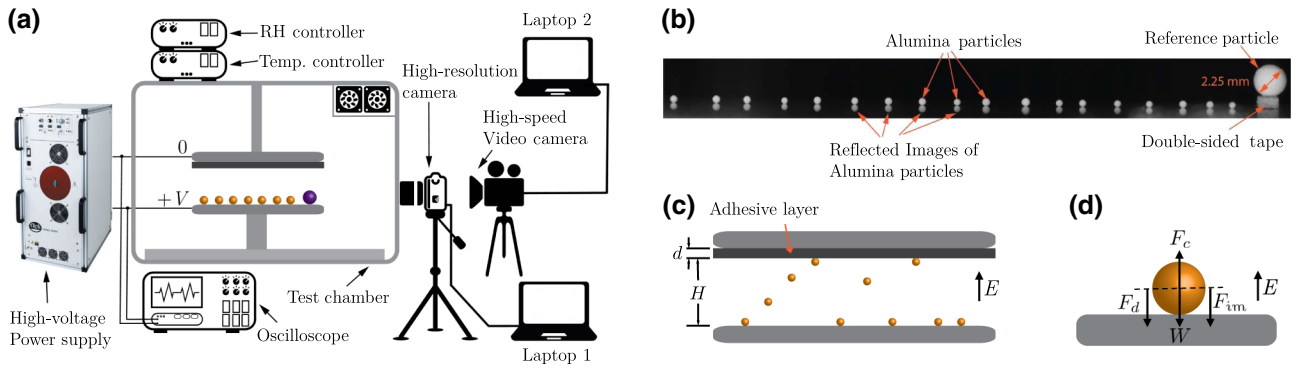 (a)
RH controller
Temp. controller
0
+V
High-voltage
Power supply
Oscilloscope
Test chamber
High-resolution
camera
High-speed
Video camera
Laptop 2
Laptop 1
(b)
Alumina particles
Reference particle
2.25 mm
Reflected Images of
Alumina particles
Double-sided tape
(c)
Adhesive layer
d
H
E
(d)
F_c
E
F_d
F_im
W